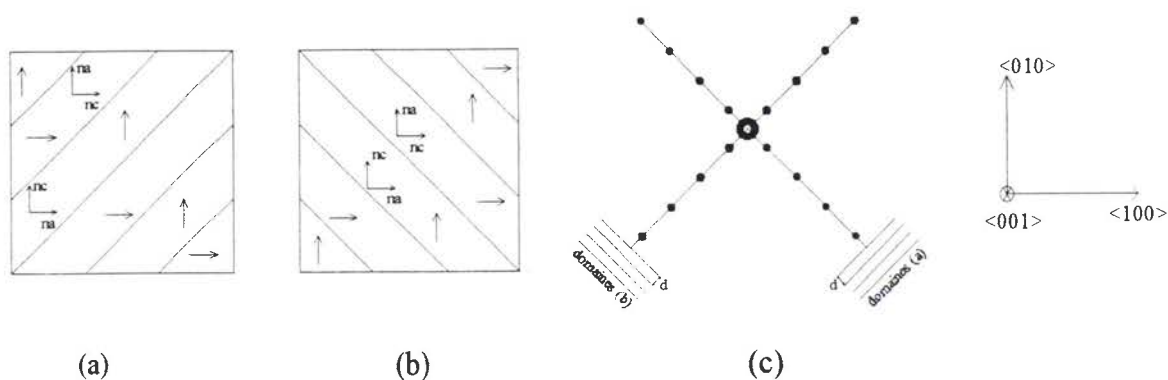 na
nc
nc
na
(a)
na
nc
nc
na
(b)
domaines (b)
d
d
domaines (a)
(c)
<010>
<001>
<100>